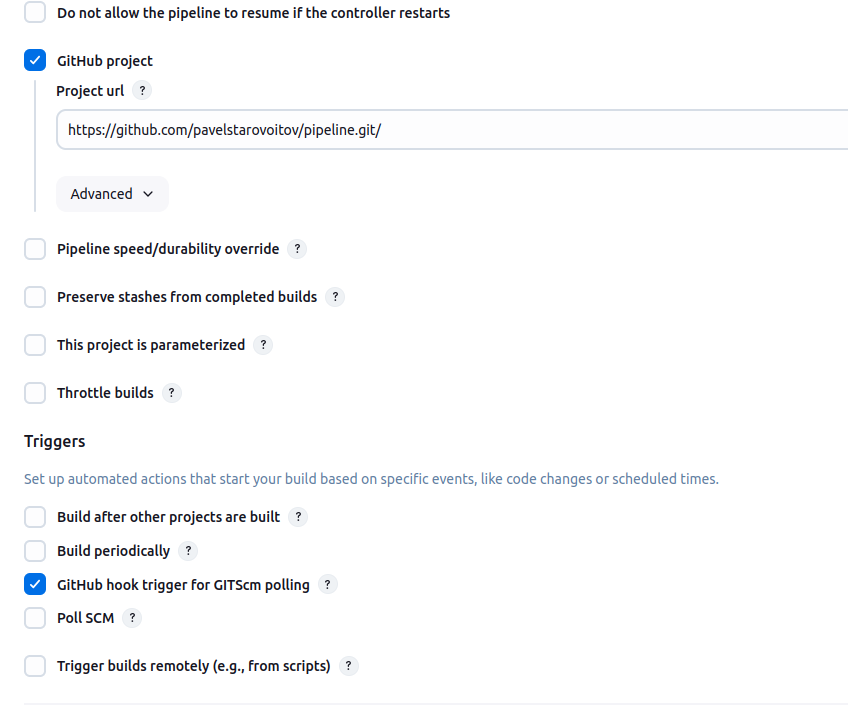 Do not allow the pipeline to resume if the controller restarts
GitHub project
Project url ?
https://github.com/pavelstarovoitov/pipeline.git/
Advanced
Pipeline speed/durability override ?
Preserve stashes from completed builds ?
This project is parameterized ?
Throttle builds ?
Triggers
Set up automated actions that start your build based on specific events, like code changes or scheduled times.
Build after other projects are built ?
Build periodically ?
GitHub hook trigger for GITScm polling ?
Poll SCM ?
Trigger builds remotely (e.g., from scripts) ?